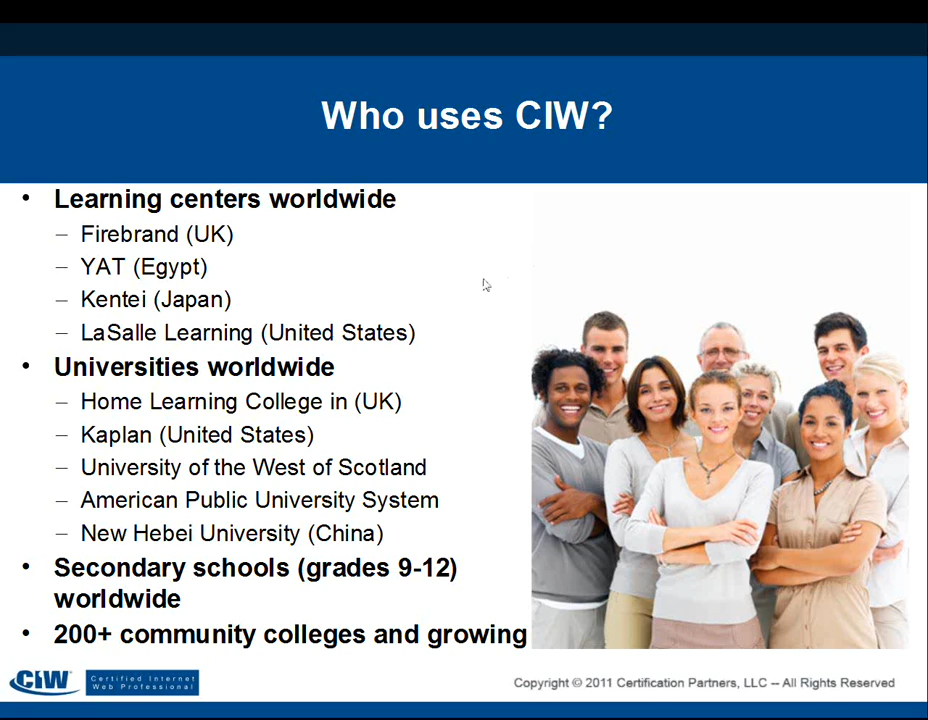 Who uses CIW?
• Learning centers worldwide
– Firebrand (UK)
– YAT (Egypt)
– Kentei (Japan)
– LaSalle Learning (United States)
• Universities worldwide
– Home Learning College in (UK)
– Kaplan (United States)
– University of the West of Scotland
– American Public University System
– New Hebei University (China)
• Secondary schools (grades 9-12)
worldwide
• 200+ community colleges and growing
CIW
Certified Internet
Web Professional
Copyright © 2011 Certification Partners, LLC -- All Rights Reserved